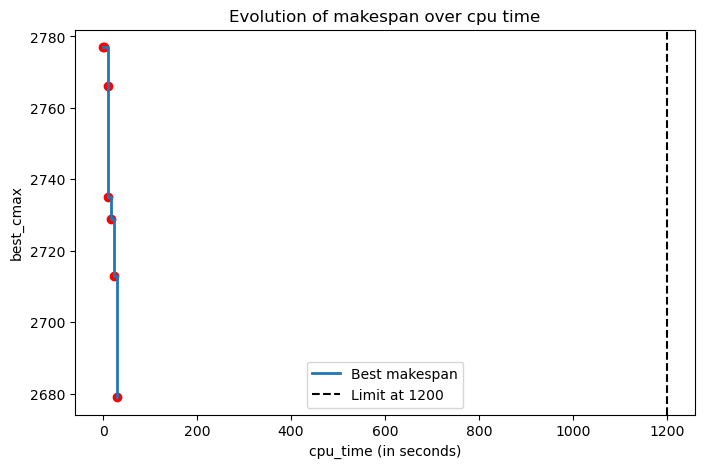 Evolution of makespan over cpu time
2780
2760
2740
2720
2700
2680
best_cmax
0 200 400 600 800 1000 1200
cpu_time (in seconds)
Best makespan
Limit at 1200